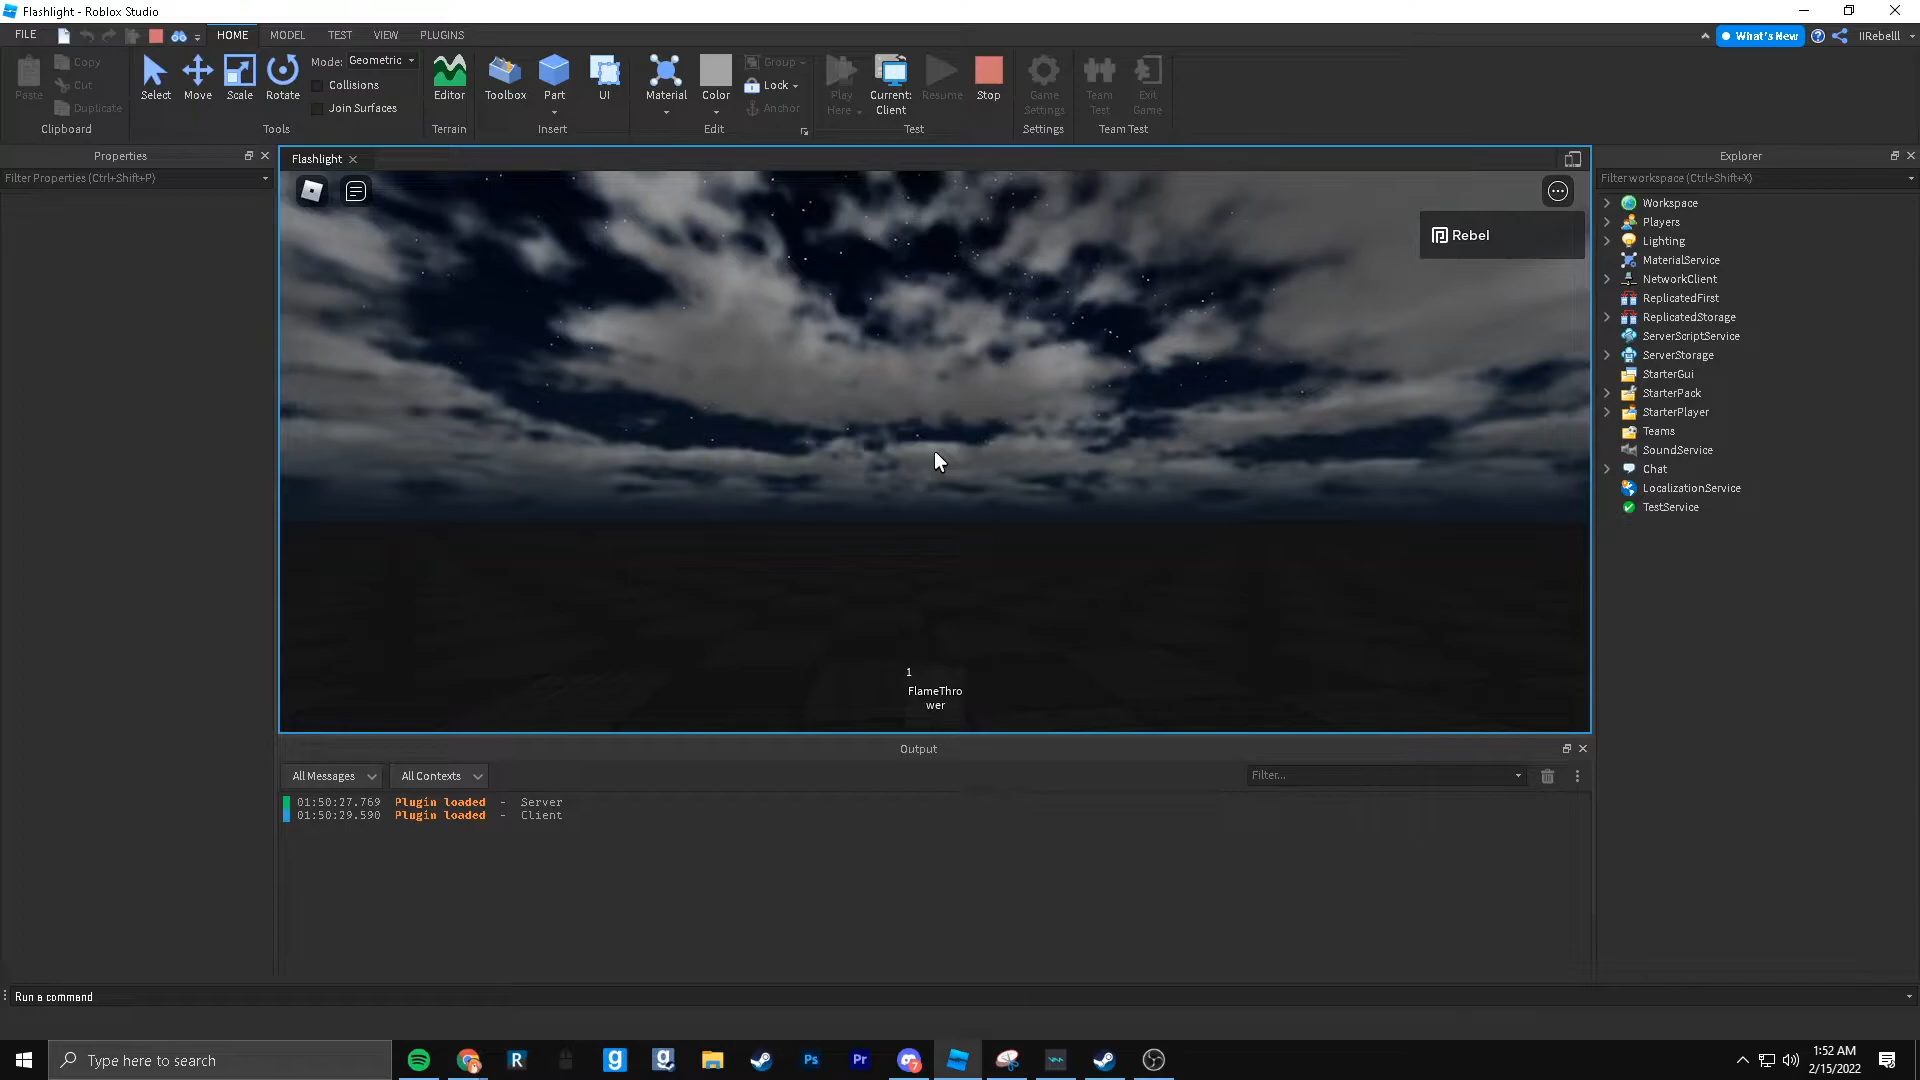 Flashlight - Roblox Studio
FILE
HOME
MODEL
TEST
VIEW
PLUGINS
What's New
IIRebelll
Paste
Copy
Cut
Duplicate
Clipboard
Select
Move
Scale
Rotate
Mode: Geometric
Collisions
Join Surfaces
Tools
Editor
Terrain
Toolbox
Part
UI
Insert
Material
Color
Group
Lock
Anchor
Edit
Play
Here
Current:
Client
Resume
Stop
Test
Game
Settings
Settings
Team
Test
Exit
Game
Team Test
Properties
Filter Properties (Ctrl+Shift+P)
Flashlight
Rebel
1
FlameThro
wer
Explorer
Filter workspace (Ctrl+Shift+X)
Workspace
Players
Lighting
MaterialService
NetworkClient
ReplicatedFirst
ReplicatedStorage
ServerScriptService
ServerStorage
StarterGui
StarterPack
StarterPlayer
Teams
SoundService
Chat
LocalizationService
TestService
Output
All Messages
All Contexts
Filter...
01:50:27.769 Plugin loaded - Server
01:50:29.590 Plugin loaded - Client
Run a command
Type here to search
R
g
g
Ps
Pr
1:52 AM
2/15/2022